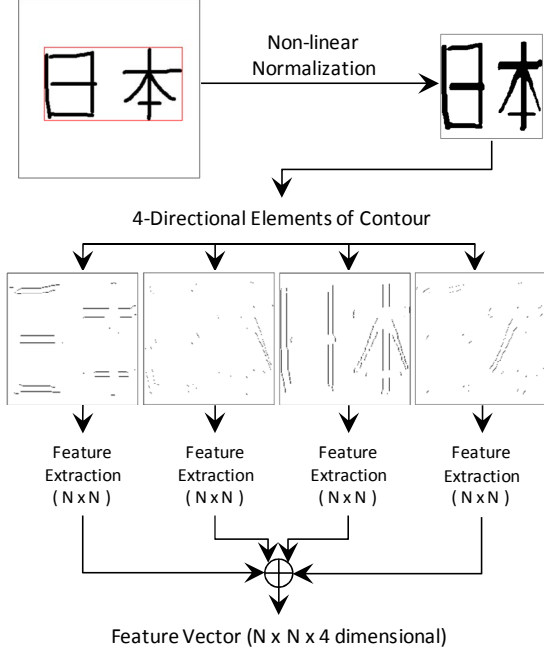 日本
Non-linear
Normalization
日本
4-Directional Elements of Contour
Feature
Extraction
( N x N )
Feature
Extraction
( N x N )
Feature
Extraction
( N x N )
Feature
Extraction
( N x N )
Feature Vector (N x N x 4 dimensional)